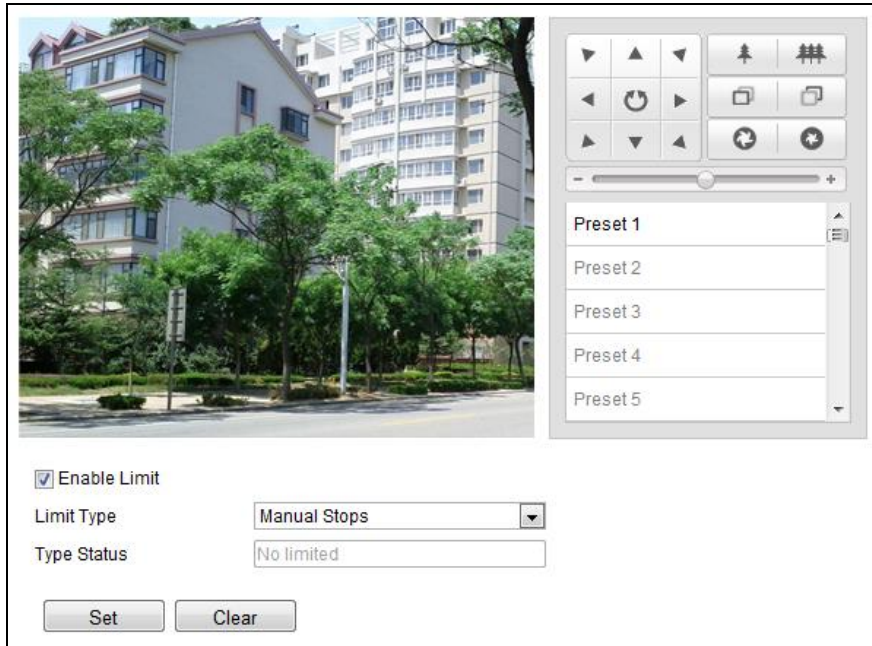 Preset 1
Preset 2
Preset 3
Preset 4
Preset 5
Enable Limit
Limit Type Manual Stops
Type Status No limited
Set Clear